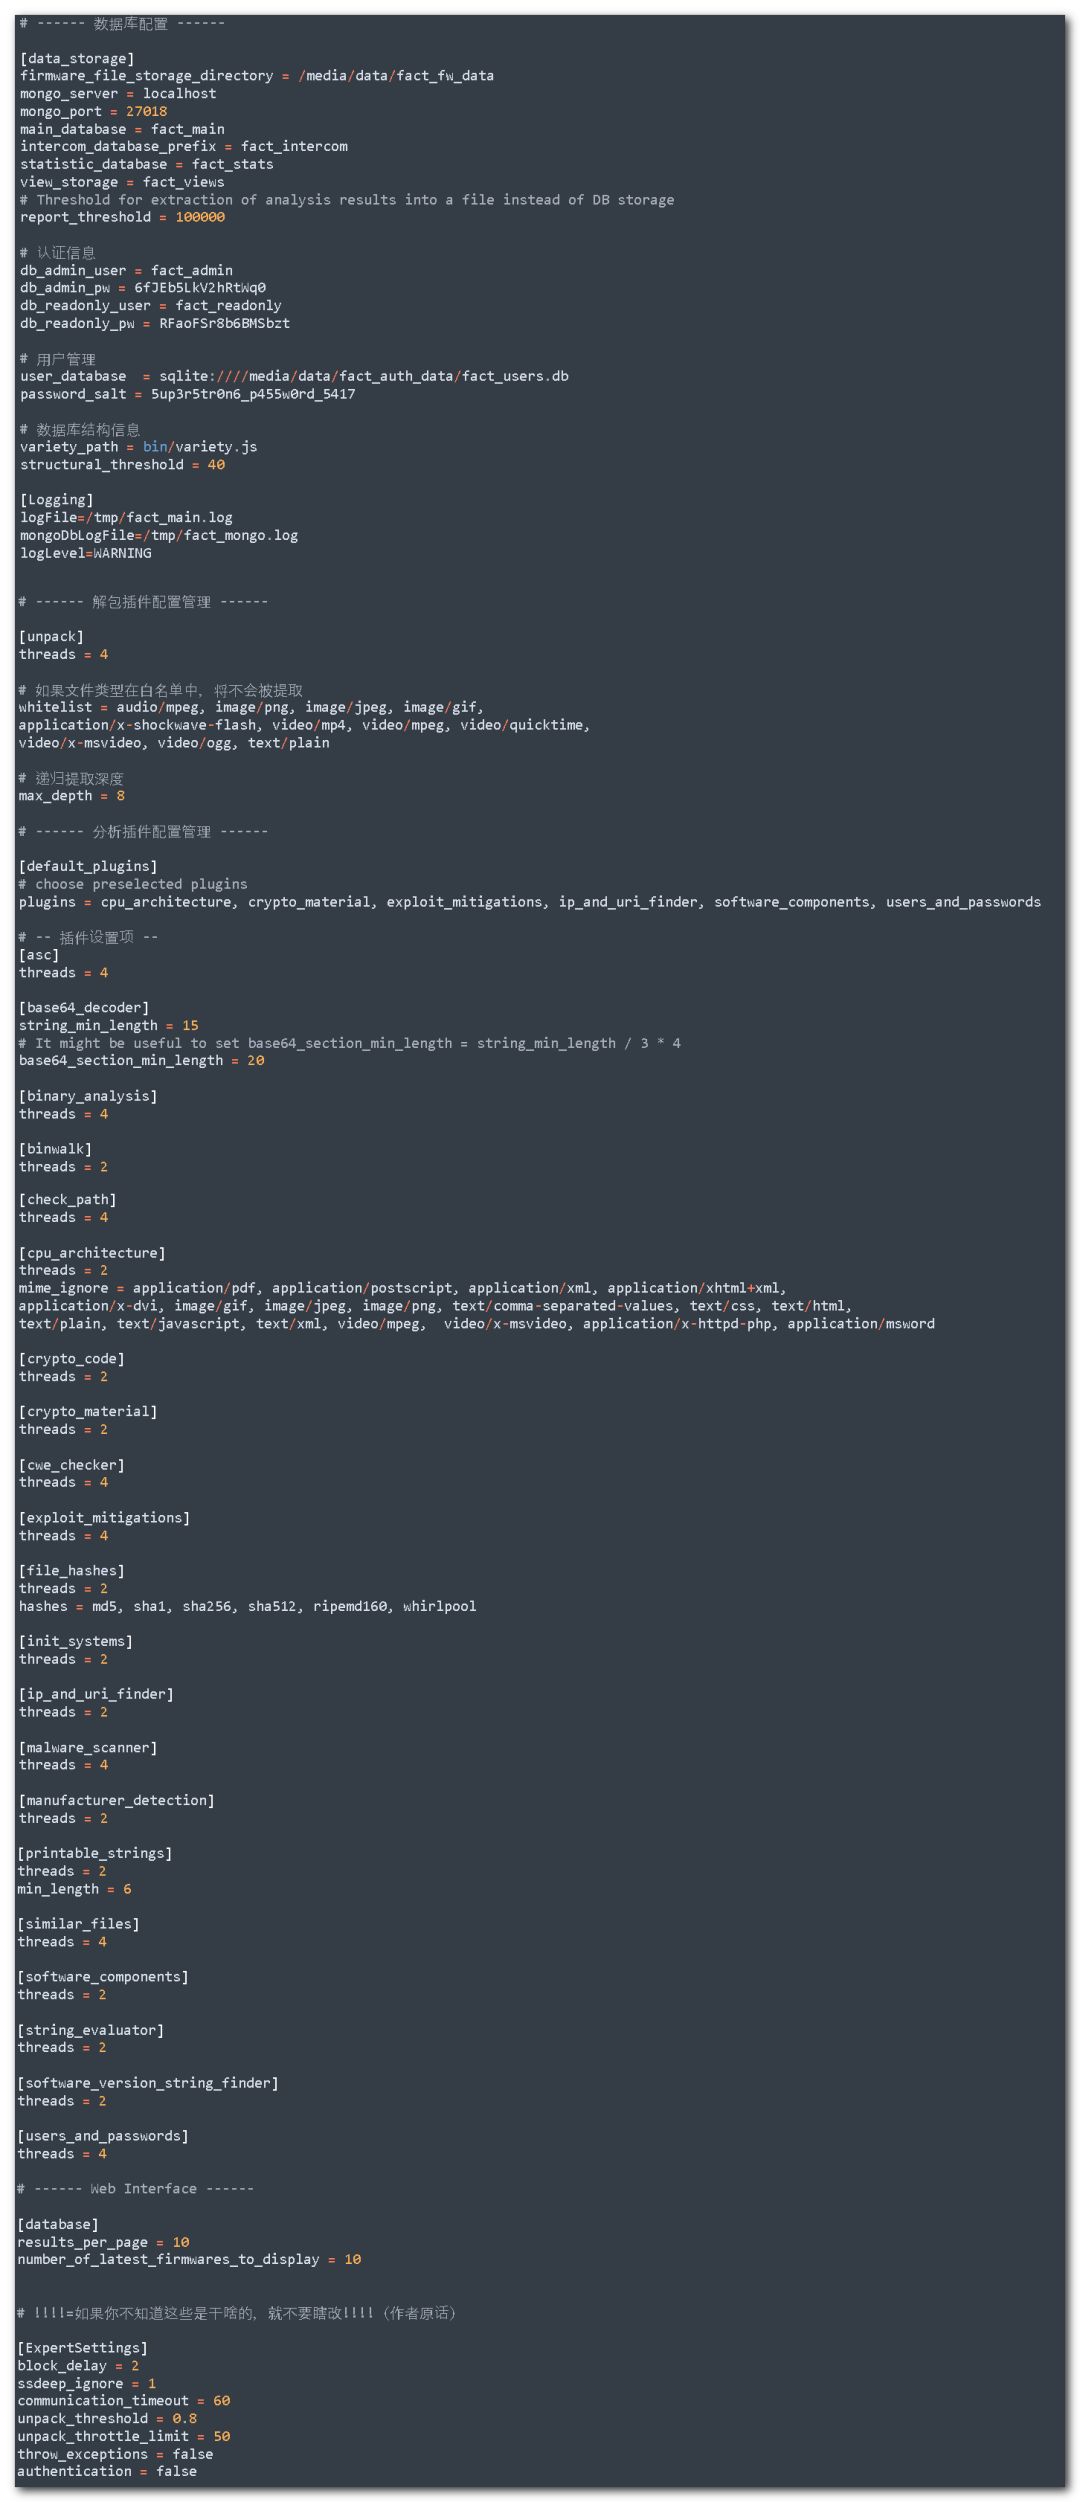 # ------ 数据库配置 ------
[data_storage]
firmware_file_storage_directory = /media/data/fact_fw_data
mongo_server = localhost
mongo_port = 27018
main_database = fact_main
intercom_database_prefix = fact_intercom
statistic_database = fact_stats
view_storage = fact_views
# Threshold for extraction of analysis results into a file instead of DB storage
report_threshold = 100000
# 认证信息
db_admin_user = fact_admin
db_admin_pw = 6fJEb5LkV2hRtWq0
db_readonly_user = fact_readonly
db_readonly_pw = RFaoFSr8b6BMSbzt
# 用户管理
user_database  = sqlite:////media/data/fact_auth_data/fact_users.db
password_salt = 5up3r5tr0n6_p455w0rd_5417
# 数据库结构信息
variety_path = bin/variety.js
structural_threshold = 40
[Logging]
logFile=/tmp/fact_main.log
mongoDbLogFile=/tmp/fact_mongo.log
logLevel=WARNING
# ------ 解包插件配置管理 ------
[unpack]
threads = 4
# 如果文件类型在白名单中, 将不会被提取
whitelist = audio/mpeg, image/png, image/jpeg, image/gif,
application/x-shockwave-flash, video/mp4, video/mpeg, video/quicktime,
video/x-msvideo, video/ogg, text/plain
# 递归提取深度
max_depth = 8
# ------ 分析插件配置管理 ------
[default_plugins]
# choose preselected plugins
plugins = cpu_architecture, crypto_material, exploit_mitigations, ip_and_uri_finder, software_components, users_and_passwords
# -- 插件设置项 --
[asc]
threads = 4
[base64_decoder]
string_min_length = 15
# It might be useful to set base64_section_min_length = string_min_length / 3 * 4
base64_section_min_length = 20
[binary_analysis]
threads = 4
[binwalk]
threads = 2
[check_path]
threads = 4
[cpu_architecture]
threads = 2
mime_ignore = application/pdf, application/postscript, application/xml, application/xhtml+xml,
application/x-dvi, image/gif, image/jpeg, image/png, text/comma-separated-values, text/css, text/html,
text/plain, text/javascript, text/xml, video/mpeg,  video/x-msvideo, application/x-httpd-php, application/msword
[crypto_code]
threads = 2
[crypto_material]
threads = 2
[cwe_checker]
threads = 4
[exploit_mitigations]
threads = 4
[file_hashes]
threads = 2
hashes = md5, sha1, sha256, sha512, ripemd160, whirlpool
[init_systems]
threads = 2
[ip_and_uri_finder]
threads = 2
[malware_scanner]
threads = 4
[manufacturer_detection]
threads = 2
[printable_strings]
threads = 2
min_length = 6
[similar_files]
threads = 4
[software_components]
threads = 2
[string_evaluator]
threads = 2
[software_version_string_finder]
threads = 2
[users_and_passwords]
threads = 4
# ------ Web Interface ------
[database]
results_per_page = 10
number_of_latest_firmwares_to_display = 10
# !!!!=如果你不知道这些是干啥的, 就不要瞎改!!!!（作者原话）
[ExpertSettings]
block_delay = 2
ssdeep_ignore = 1
communication_timeout = 60
unpack_threshold = 0.8
unpack_throttle_limit = 50
throw_exceptions = false
authentication = false